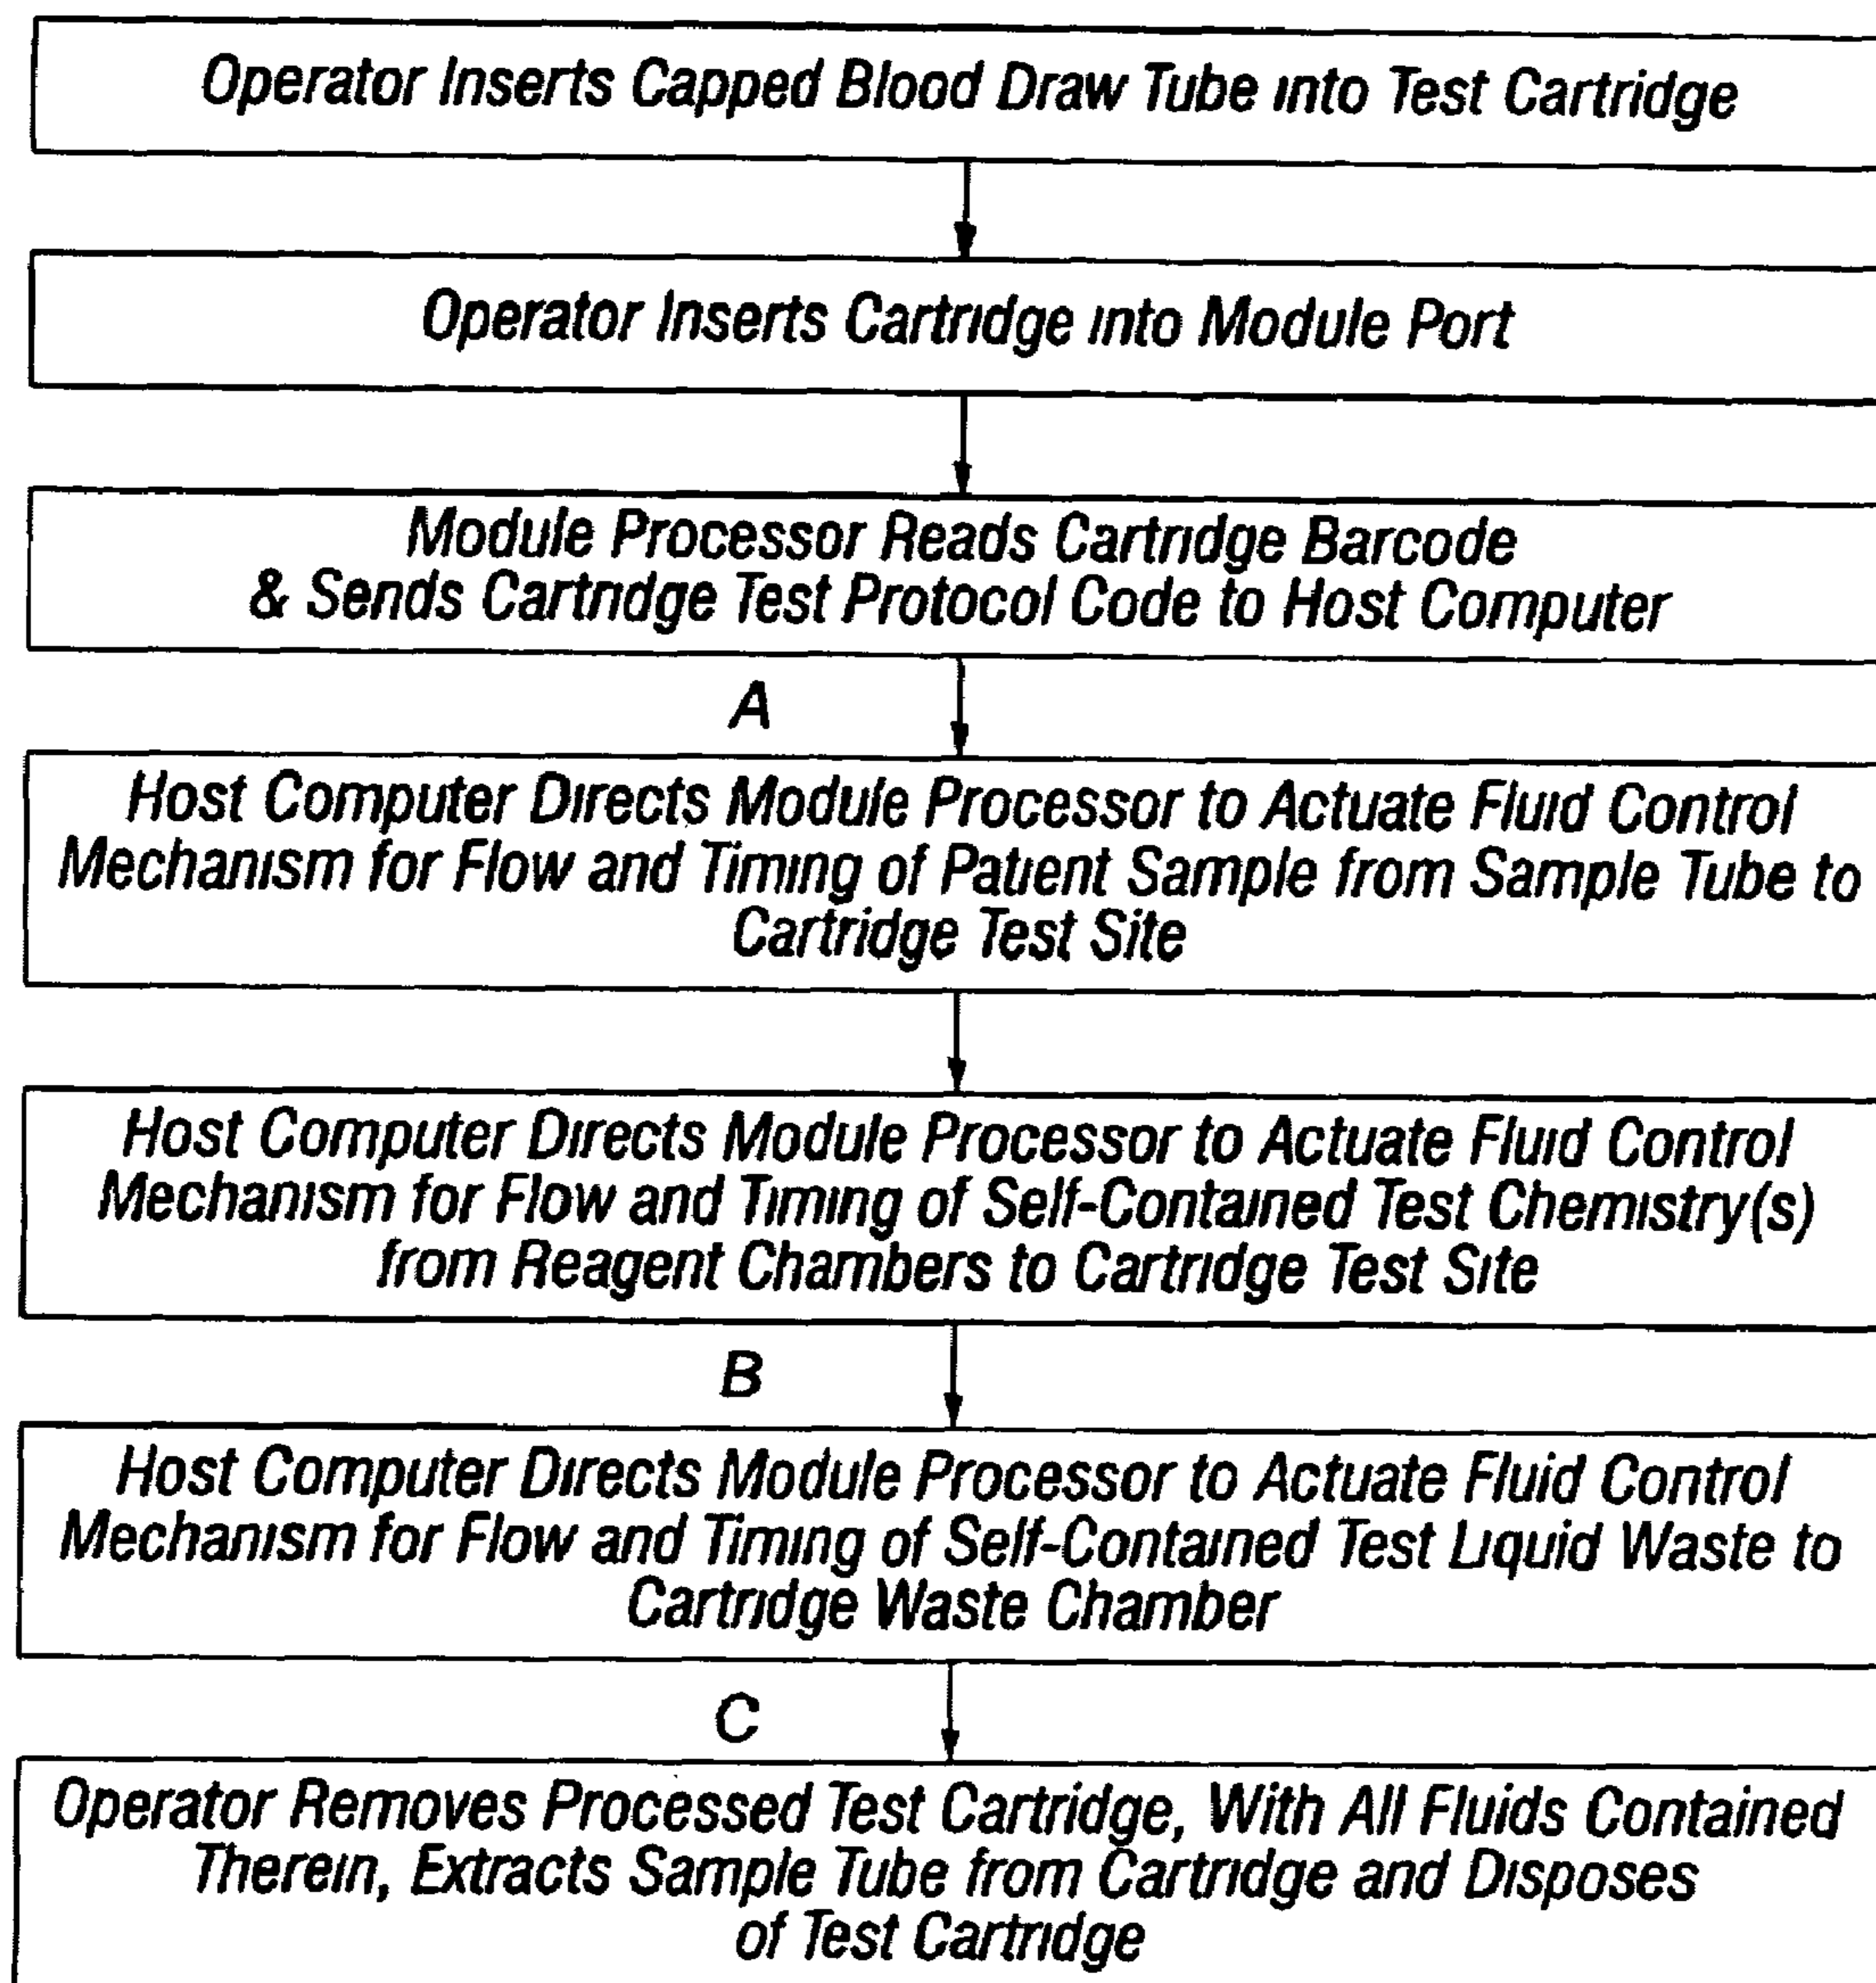 Operator Inserts Capped Blood Draw Tube into Test Cartridge
Operator Inserts Cartridge into Module Port
Module Processor Reads Cartridge Barcode
& Sends Cartridge Test Protocol Code to Host Computer
A
Host Computer Directs Module Processor to Actuate Fluid Control
Mechanism for Flow and Timing of Patient Sample from Sample Tube to
Cartridge Test Site
Host Computer Directs Module Processor to Actuate Fluid Control
Mechanism for Flow and Timing of Self-Contained Test Chemistry(s)
from Reagent Chambers to Cartridge Test Site
B
Host Computer Directs Module Processor to Actuate Fluid Control
Mechanism for Flow and Timing of Self-Contained Test Liquid Waste to
Cartridge Waste Chamber
C
Operator Removes Processed Test Cartridge, With All Fluids Contained
Therein, Extracts Sample Tube from Cartridge and Disposes
of Test Cartridge